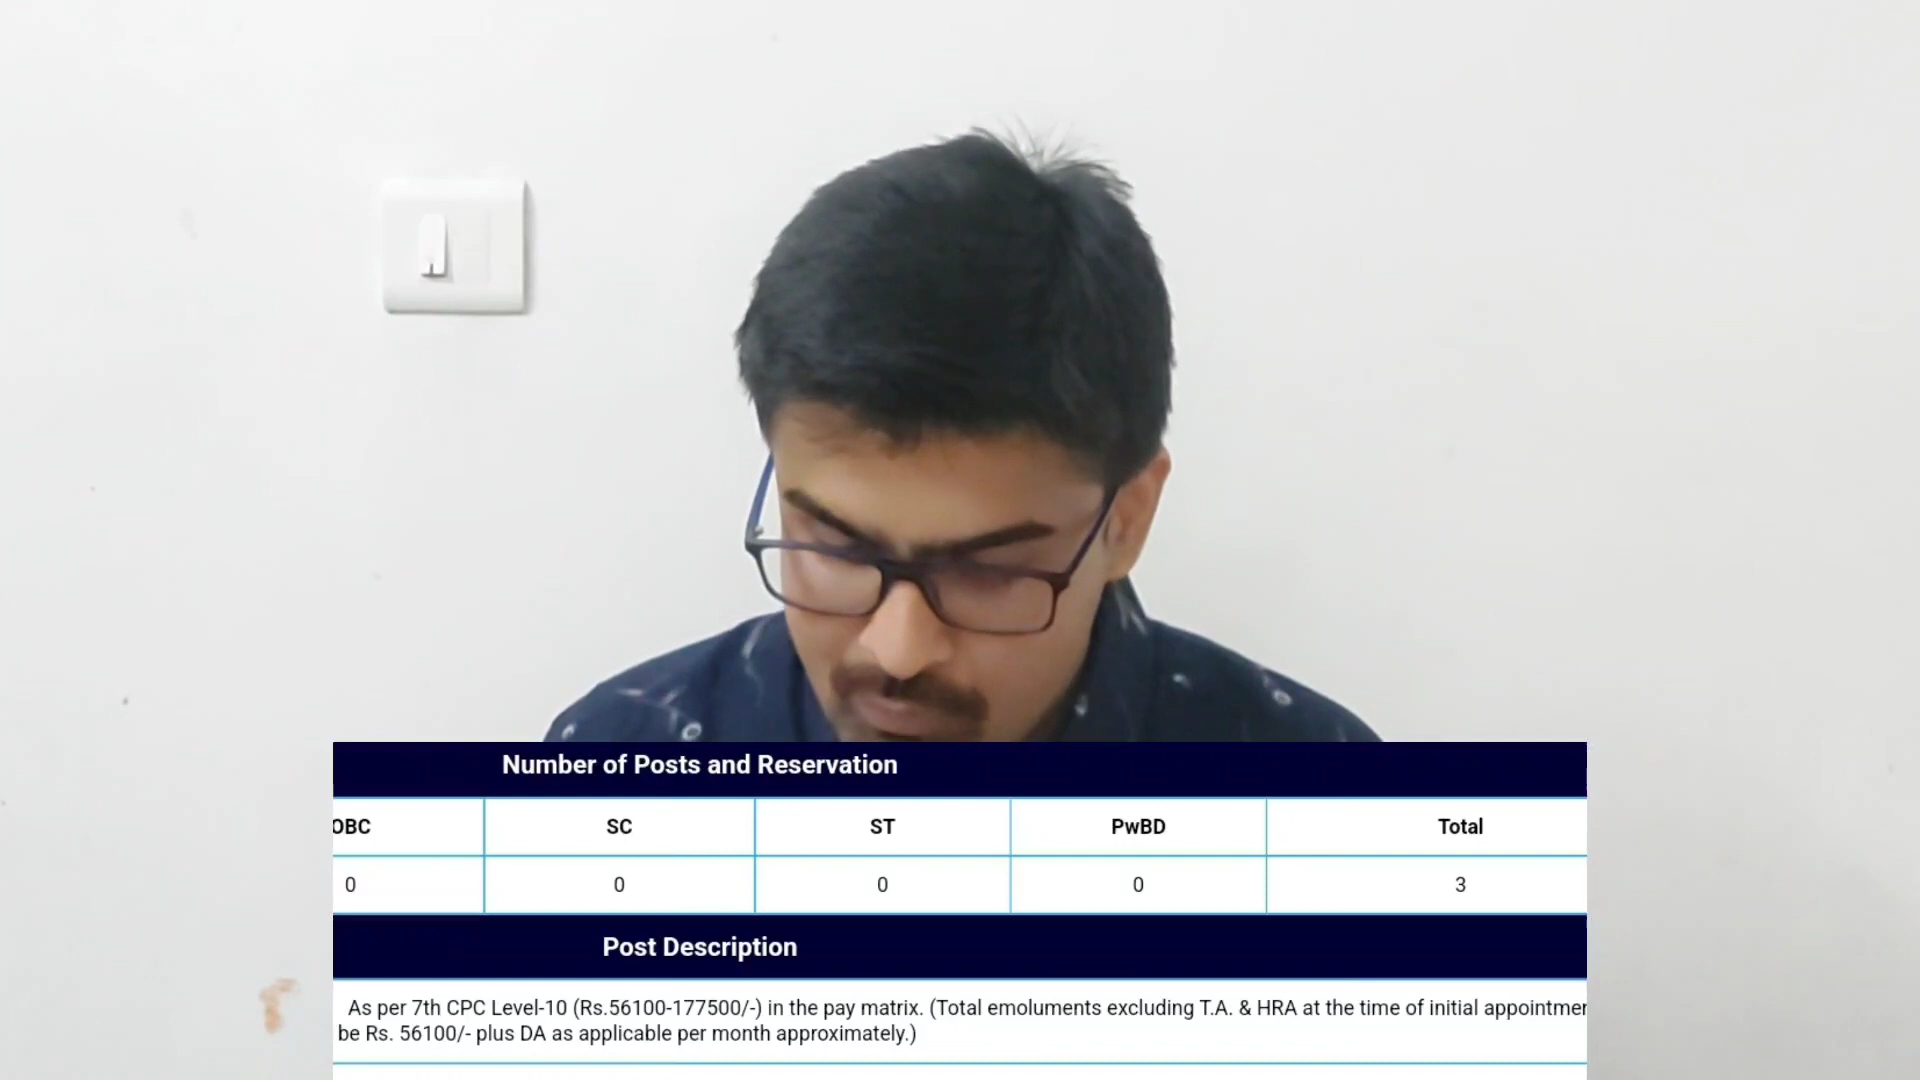 Number of Posts and Reservation
OBC SC ST PwBD Total
0 0 0 0 3
Post Description
As per 7th CPC Level-10 (Rs.56100-177500/-) in the pay matrix. (Total emoluments excluding T.A. & HRA at the time of initial
be Rs. 56100/- plus DA as applicable per month approximately.)